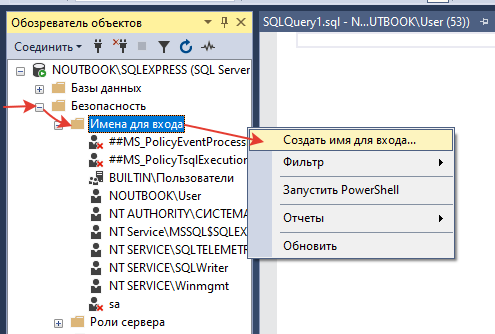 Обозреватель объектов
SQLQuery1.sql - N...UTBOOK\User (53))
Соединить
NOUTBOOK\SQLEXPRESS (SQL Server
Базы данных
Безопасность
Имена для входа
##MS_PolicyEventProcess
##MS_PolicyTsqlExecution
BUILTIN\Пользователи
NOUTBOOK\User
NT AUTHORITY\СИСТЕМА
NT Service\MSSQL$SQLEX
NT SERVICE\SQLTELEMET
NT SERVICE\SQLWriter
NT SERVICE\Winmgmt
sa
Роли сервера
Создать имя для входа...
Фильтр
Запустить PowerShell
Отчеты
Обновить